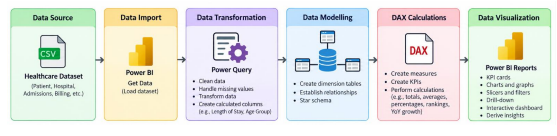 Data Source
CSV
Healthcare Dataset
(Patient, Hospital,
Admissions, Billing, etc.)
Data Import
Power BI
Get Data
(Load dataset)
Data Transformation
Power Query
• Clean data
• Handle missing values
• Transform data
• Create calculated columns
(e.g., Length of Stay, Age Group)
Data Modelling
• Create dimension tables
• Establish relationships
• Star schema
DAX Calculations
DAX
• Create measures
• Create KPIs
• Perform calculations
(e.g., totals, averages,
percentages, rankings,
YoY growth)
Data Visualization
Power BI Reports
• KPI cards
• Charts and graphs
• Slicers and filters
• Drill-down
• Interactive dashboard
• Derive insights